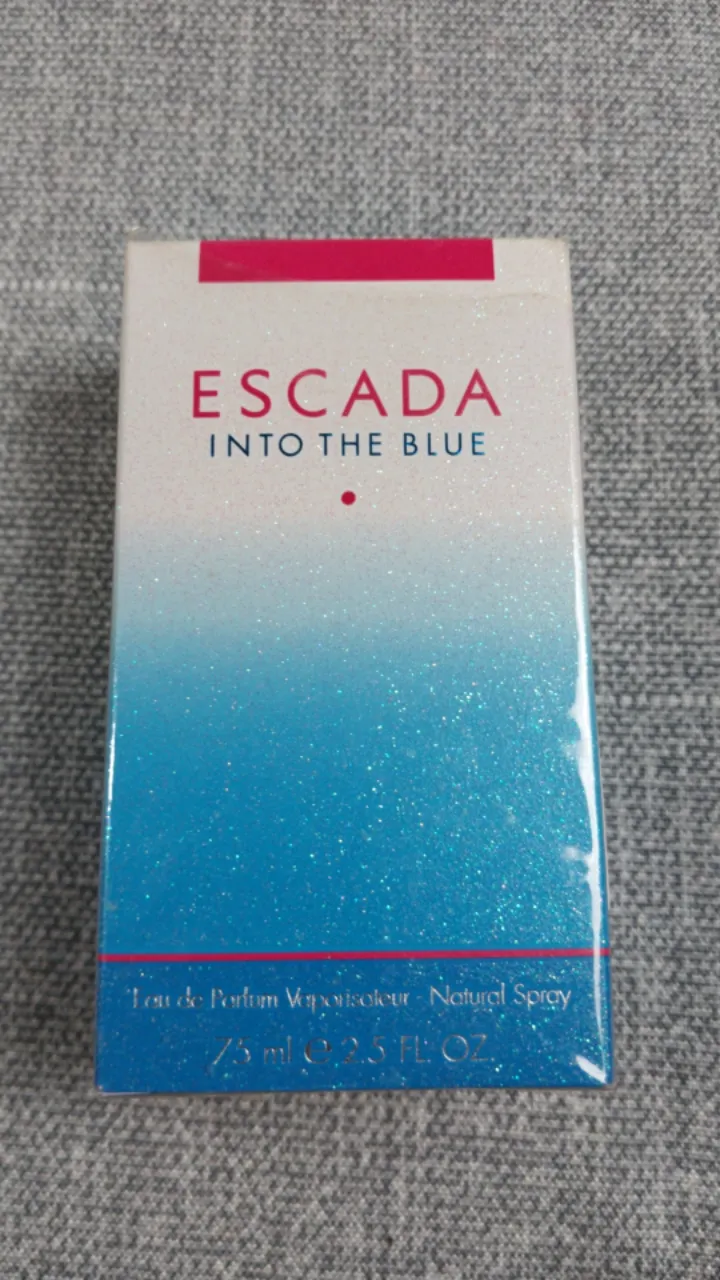 ESCADA
INTO THE BLUE
Eau de Parfum Vaporisateur Natural Spray
75 ml e 2.5 FL. OZ.